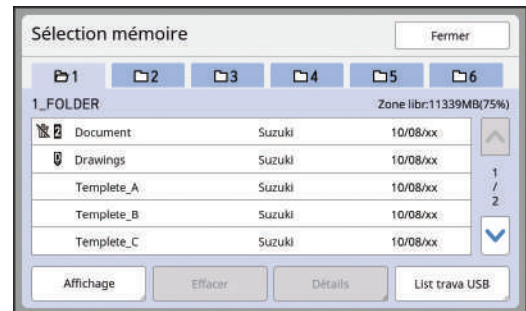 Sélection mémoire
Fermer
1 2 3 4 5 6
1_FOLDER Zone libr:11339MB(75%)
2 Document Suzuki 10/08/xx
Drawings Suzuki 10/08/xx
Templete_A Suzuki 10/08/xx
Templete_B Suzuki 10/08/xx
Templete_C Suzuki 10/08/xx
1
/
2
Affichage Effacer Détails List trava USB